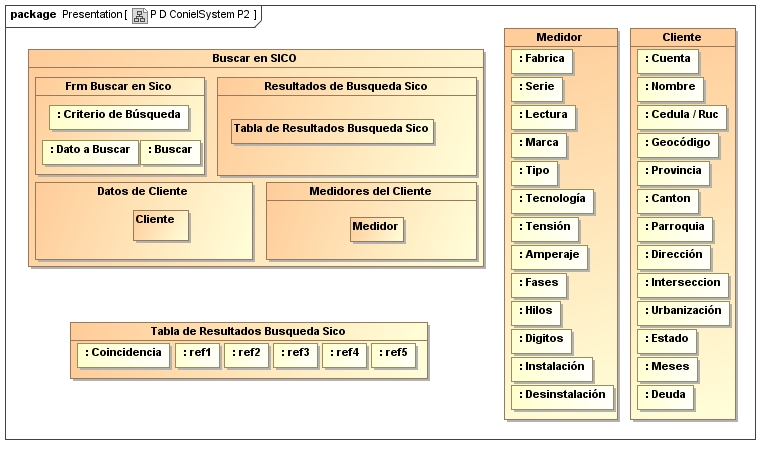 package Presentation [ P D ConielSystem P2 ]
Buscar en SICO
Frm Buscar en Sico
: Criterio de Búsqueda
: Dato a Buscar
: Buscar
Resultados de Busqueda Sico
Tabla de Resultados Busqueda Sico
Datos de Cliente
Cliente
Medidores del Cliente
Medidor
Tabla de Resultados Busqueda Sico
: Coincidencia
: ref1
: ref2
: ref3
: ref4
: ref5
Medidor
: Fabrica
: Serie
: Lectura
: Marca
: Tipo
: Tecnología
: Tensión
: Amperaje
: Fases
: Hilos
: Digitos
: Instalación
: Desinstalación
Cliente
: Cuenta
: Nombre
: Cedula / Ruc
: Geocódigo
: Provincia
: Canton
: Parroquia
: Dirección
: Interseccion
: Urbanización
: Estado
: Meses
: Deuda